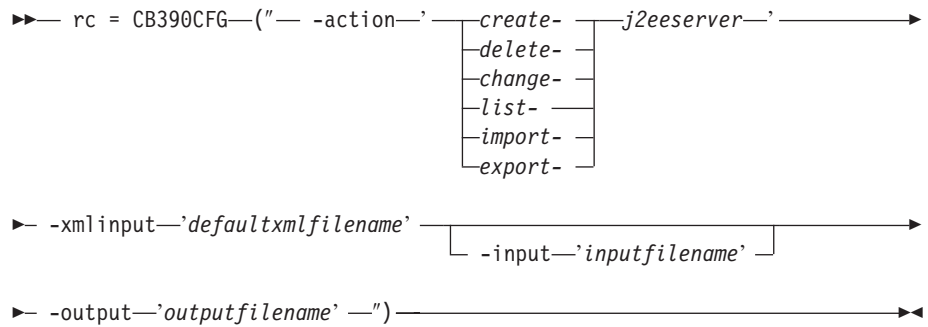 rc = CB390CFG (" -action ' create- j2eeserver '
delete-
change-
list-
import-
export-
-xmlinput 'defaultxmlfilename'
-input 'inputfilename'
-output 'outputfilename' ")